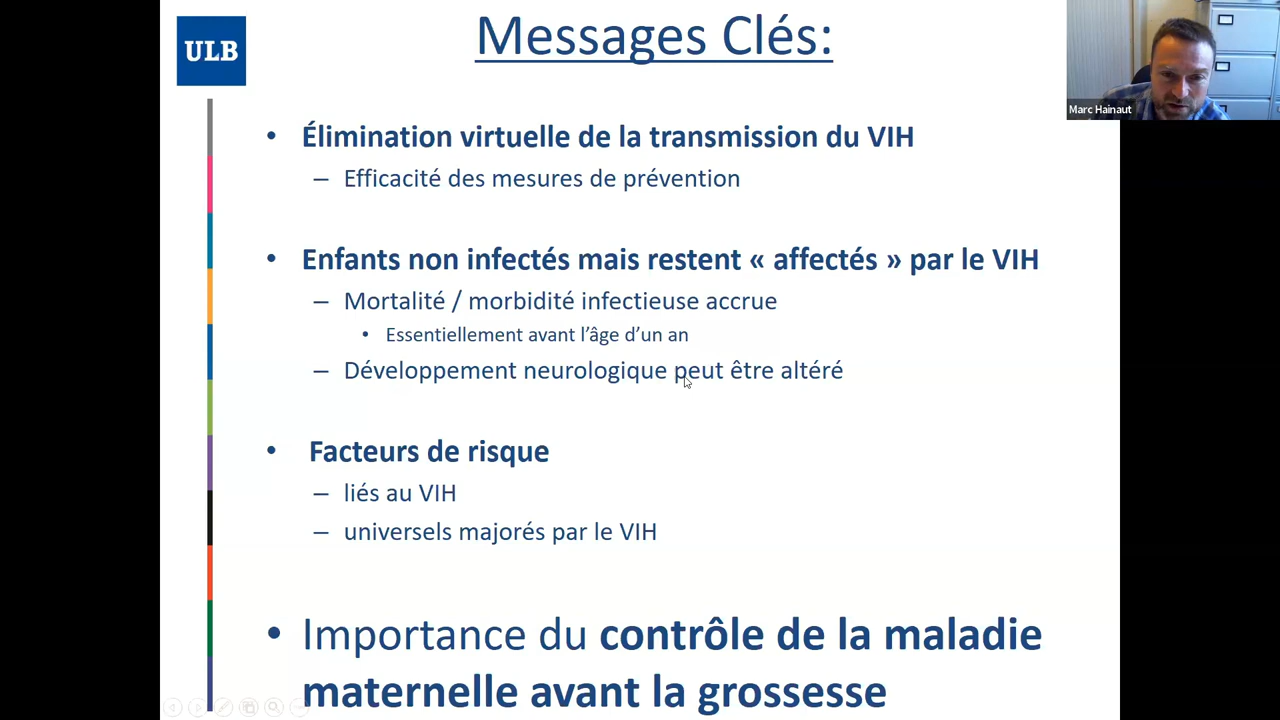 ULB
Messages Clés:
Marc Hainaut
• Élimination virtuelle de la transmission du VIH
– Efficacité des mesures de prévention
• Enfants non infectés mais restent « affectés » par le VIH
– Mortalité / morbidité infectieuse accrue
• Essentiellement avant l’âge d’un an
– Développement neurologique peut être altéré
• Facteurs de risque
– liés au VIH
– universels majorés par le VIH
• Importance du contrôle de la maladie
maternelle avant la grossesse